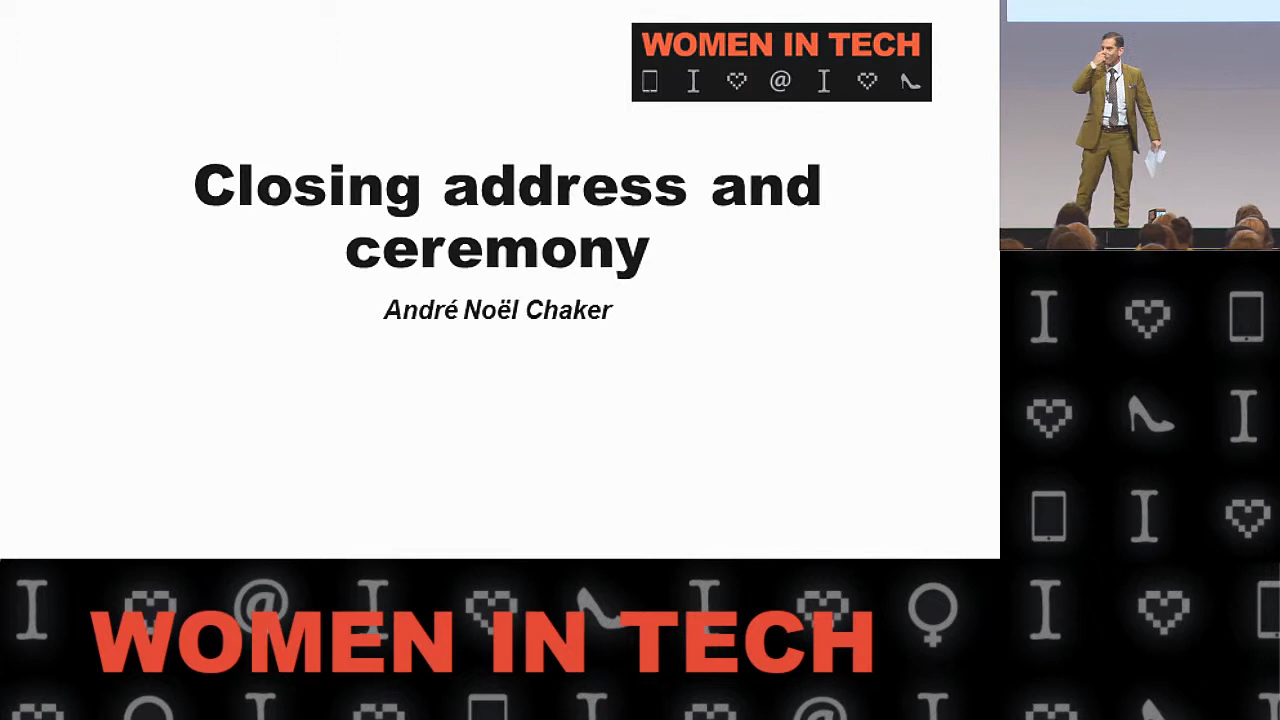 WOMEN IN TECH
I @ I
Closing address and
ceremony
André Noël Chaker
I
I
I
I @ I I I
WOMEN IN TECH
I @ I